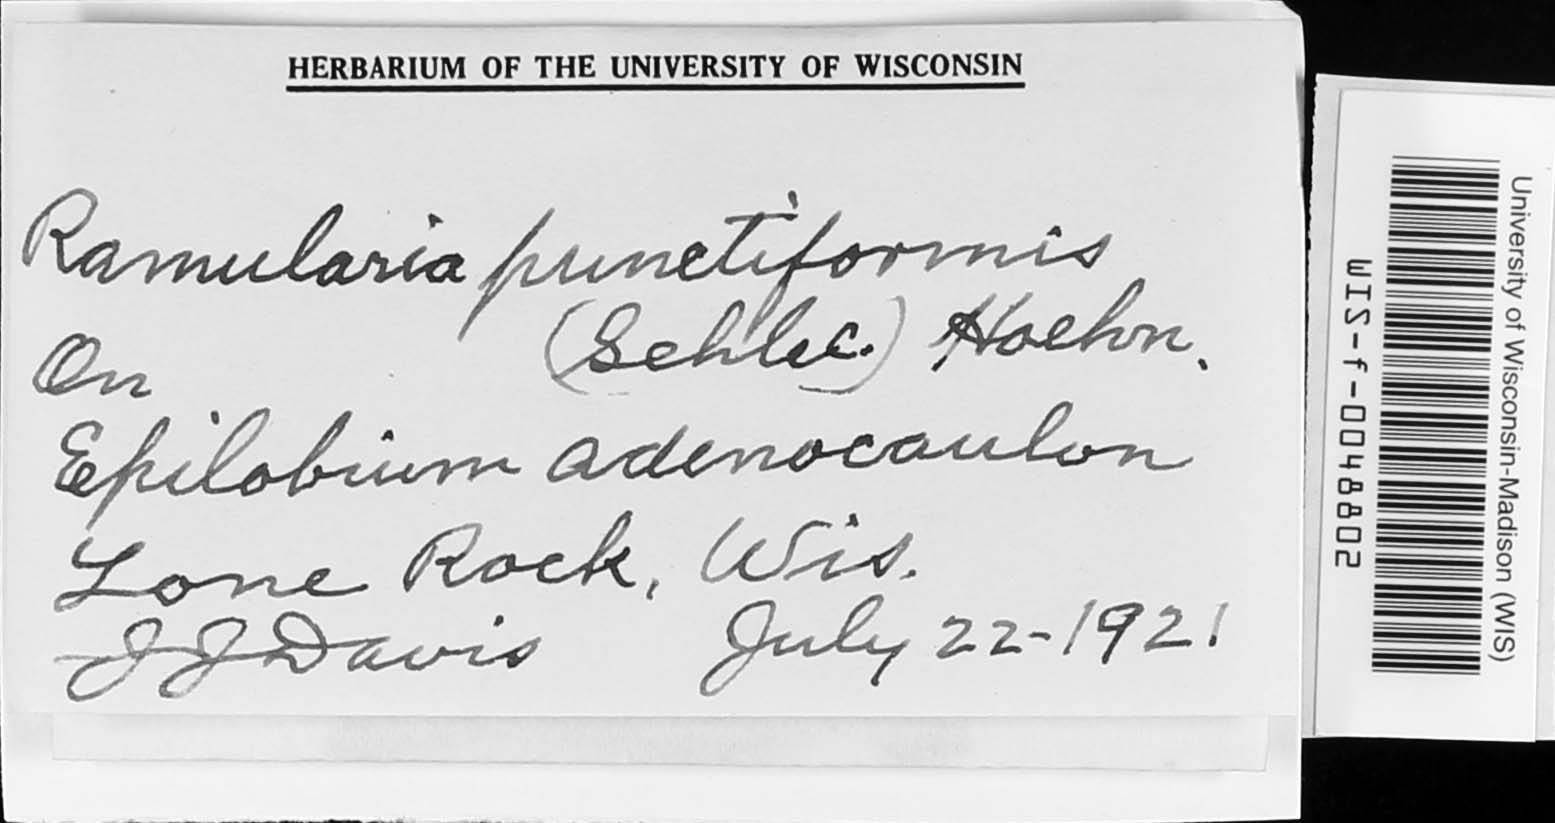 HERBARIUM OF THE UNIVERSITY OF WISCONSIN
Ramularia punctiformis
(Schlec.) Hoehn.
On
Epilobium adenocaulon
Lone Rock, Wis.
J J Davis July 22-1921
University of Wisconsin-Madison (WIS)
WIS-f-0048802